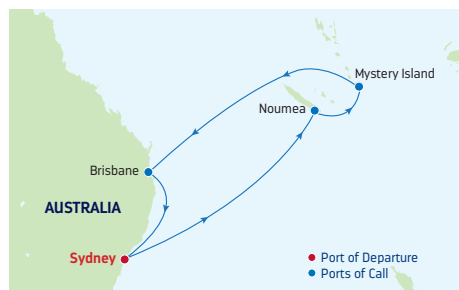 Mystery Island
Noumea
Brisbane
AUSTRALIA
Sydney
Port of Departure
Ports of Call